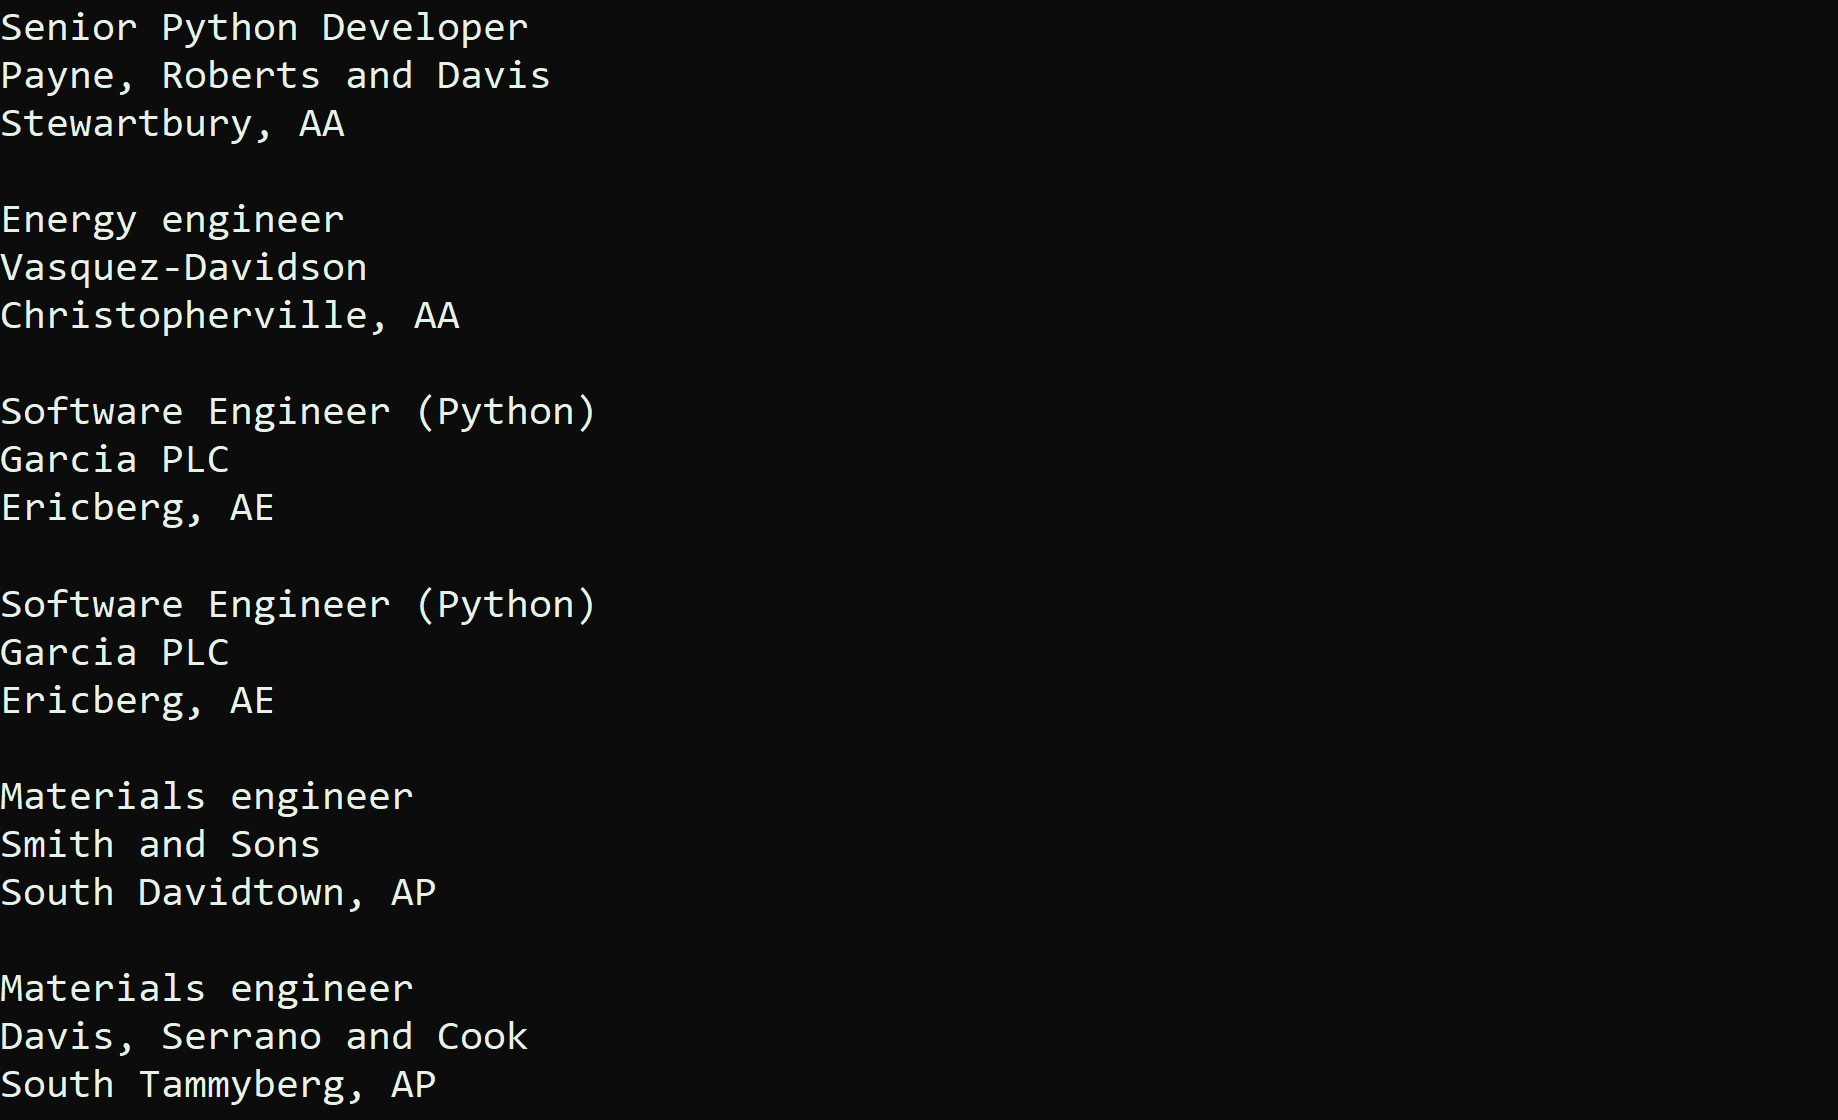 Senior Python Developer
Payne, Roberts and Davis
Stewartbury, AA

Energy engineer
Vasquez-Davidson
Christopherville, AA

Software Engineer (Python)
Garcia PLC
Ericberg, AE

Software Engineer (Python)
Garcia PLC
Ericberg, AE

Materials engineer
Smith and Sons
South Davidtown, AP

Materials engineer
Davis, Serrano and Cook
South Tammyberg, AP